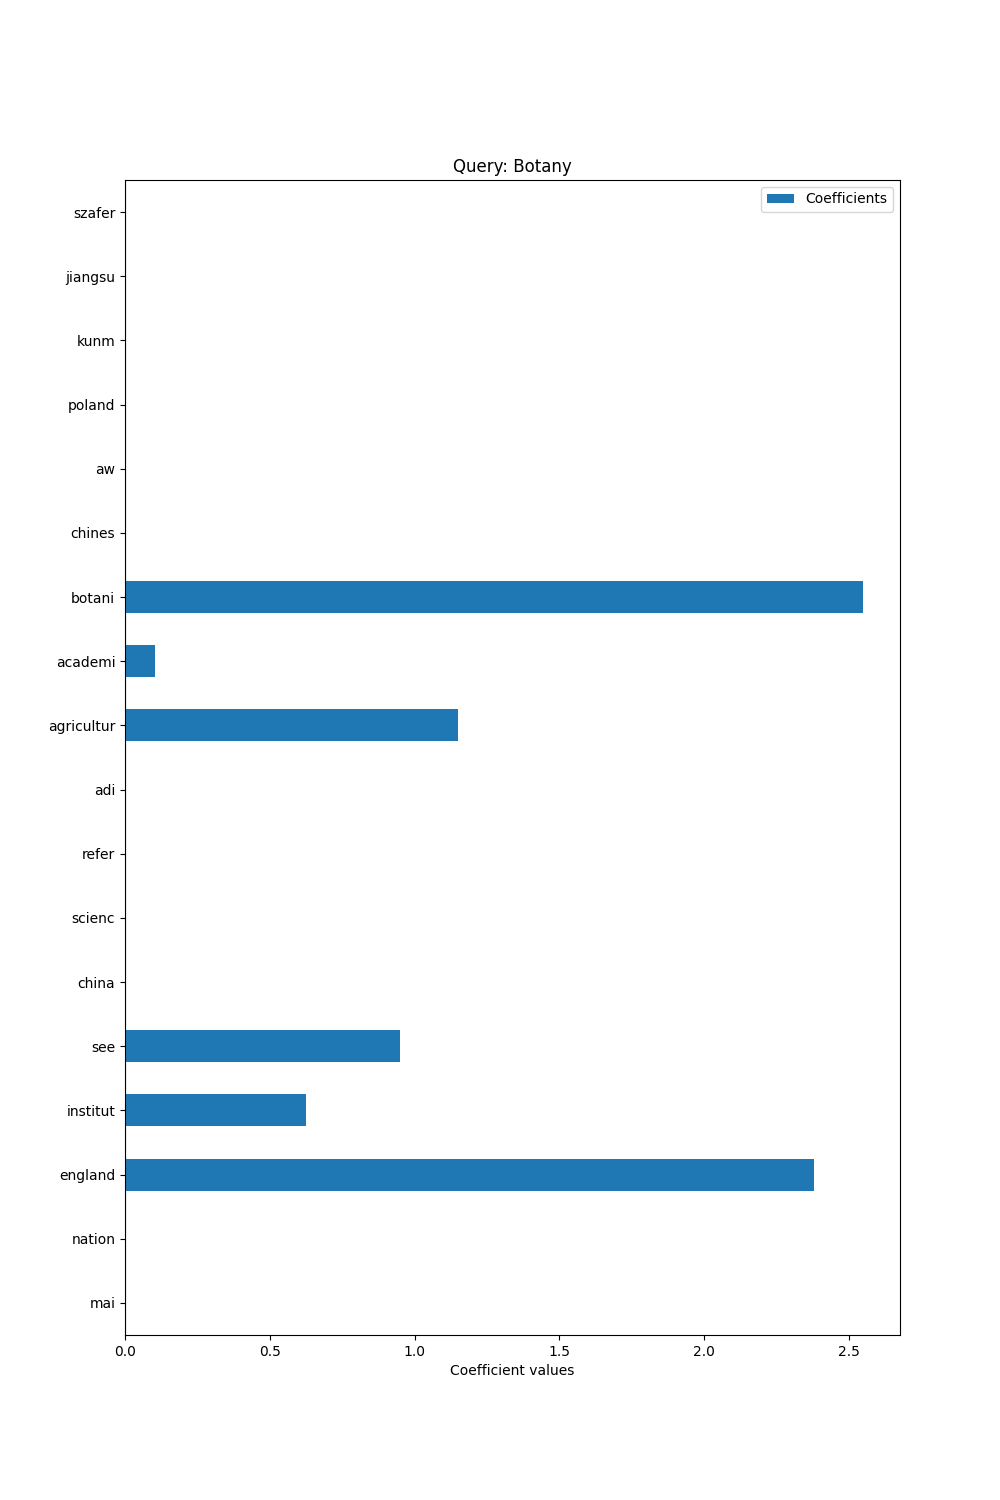 Query: Botany
Coefficients
szafer
jiangsu
kunm
poland
aw
chines
botani
academi
agricultur
adi
refer
scienc
china
see
institut
england
nation
mai
0.0 0.5 1.0 1.5 2.0 2.5
Coefficient values